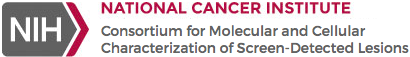 NIH
NATIONAL CANCER INSTITUTE
Consortium for Molecular and Cellular
Characterization of Screen-Detected Lesions